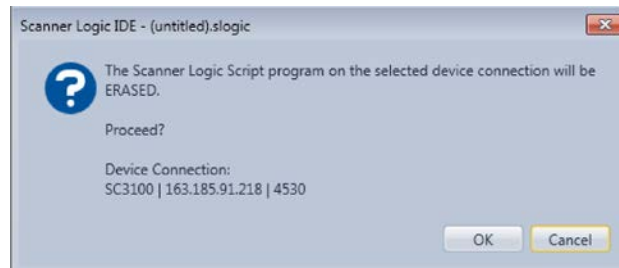 Scanner Logic IDE - (untitled).slogic
The Scanner Logic Script program on the selected device connection will be
ERASED.
Proceed?
Device Connection:
SC3100 | 163.185.91.218 | 4530
OK Cancel